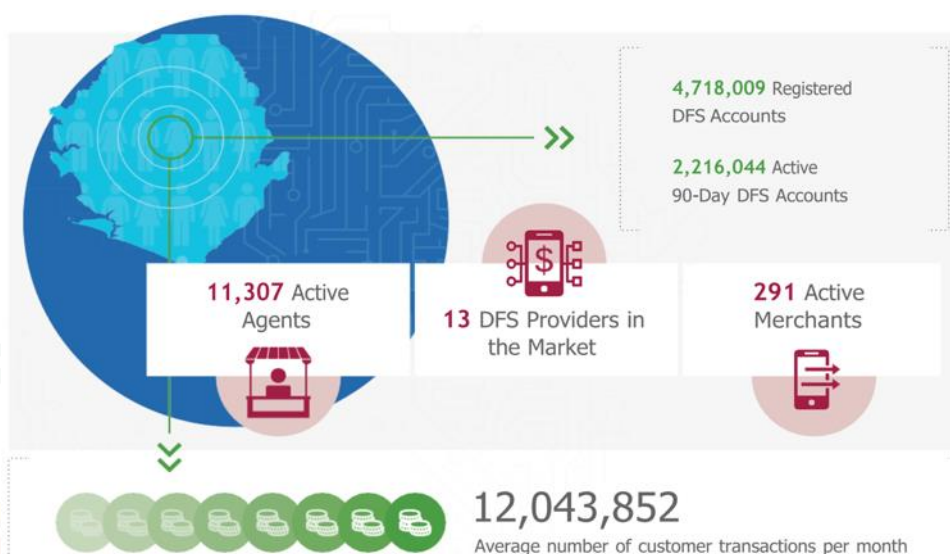 4,718,009 Registered
DFS Accounts
2,216,044 Active
90-Day DFS Accounts
11,307 Active
Agents
$
13 DFS Providers in
the Market
291 Active
Merchants
12,043,852
Average number of customer transactions per month